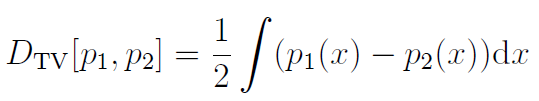 D_{\mathrm{TV}}[p_1, p_2] = \frac{1}{2} \int (p_1(x) - p_2(x)) \mathrm{d}x